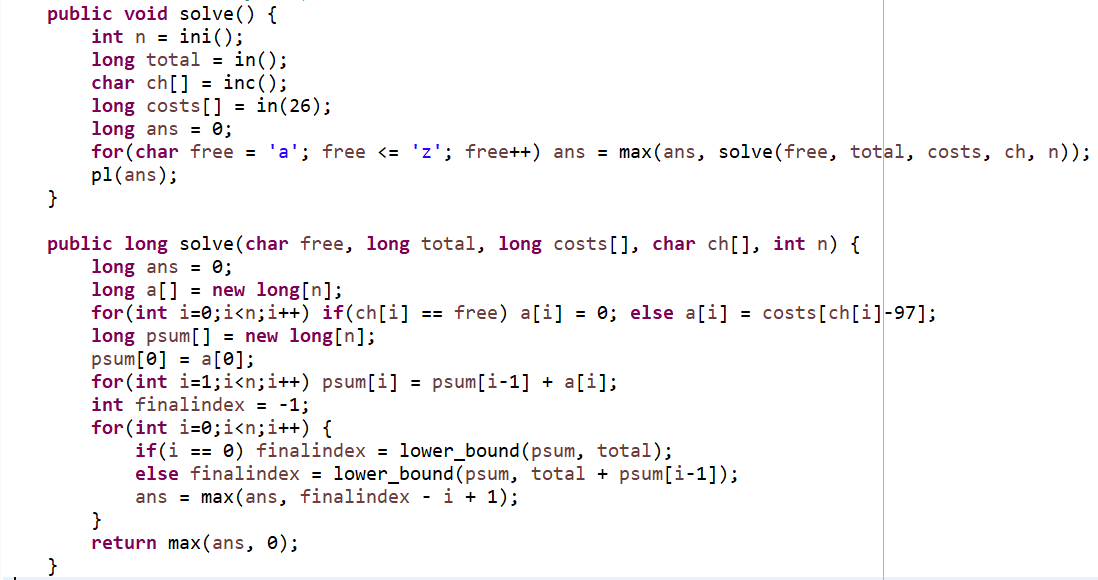 public void solve() {
    int n = ini();
    long total = in();
    char ch[] = inc();
    long costs[] = in(26);
    long ans = 0;
    for(char free = 'a'; free <= 'z'; free++) ans = max(ans, solve(free, total, costs, ch, n));
    pl(ans);
}

public long solve(char free, long total, long costs[], char ch[], int n) {
    long ans = 0;
    long a[] = new long[n];
    for(int i=0;i<n;i++) if(ch[i] == free) a[i] = 0; else a[i] = costs[ch[i]-97];
    long psum[] = new long[n];
    psum[0] = a[0];
    for(int i=1;i<n;i++) psum[i] = psum[i-1] + a[i];
    int finalindex = -1;
    for(int i=0;i<n;i++) {
        if(i == 0) finalindex = lower_bound(psum, total);
        else finalindex = lower_bound(psum, total + psum[i-1]);
        ans = max(ans, finalindex - i + 1);
    }
    return max(ans, 0);
}